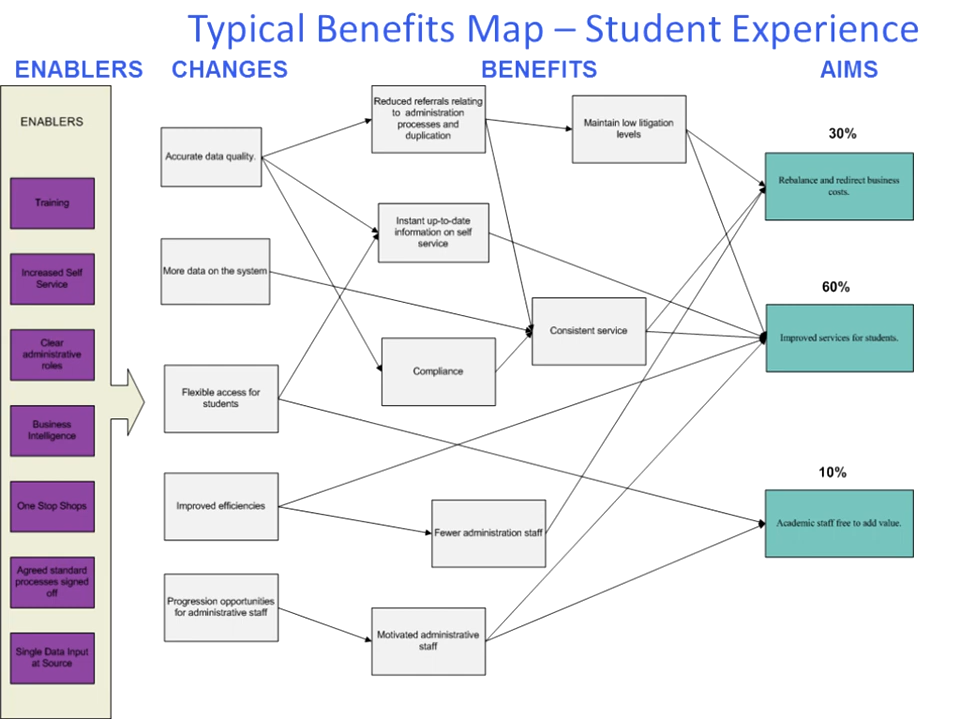 Typical Benefits Map – Student Experience
ENABLERS
CHANGES
BENEFITS
AIMS
ENABLERS
Training
Increased Self
Service
Clear
administrative
roles
Business
Intelligence
One Stop Shops
Agreed standard
processes signed
off
Single Data Input
at Source
Accurate data quality.
More data on the system
Flexible access for
students
Improved efficiencies
Progression opportunities
for administrative staff
Reduced referrals relating
to administration
processes and
duplication
Instant up-to-date
information on self
service
Compliance
Fewer administration staff
Motivated administrative
staff
Maintain low litigation
levels
Consistent service
30%
Rebalance and redirect business
costs.
60%
Improved services for students.
10%
Academic staff free to add value.